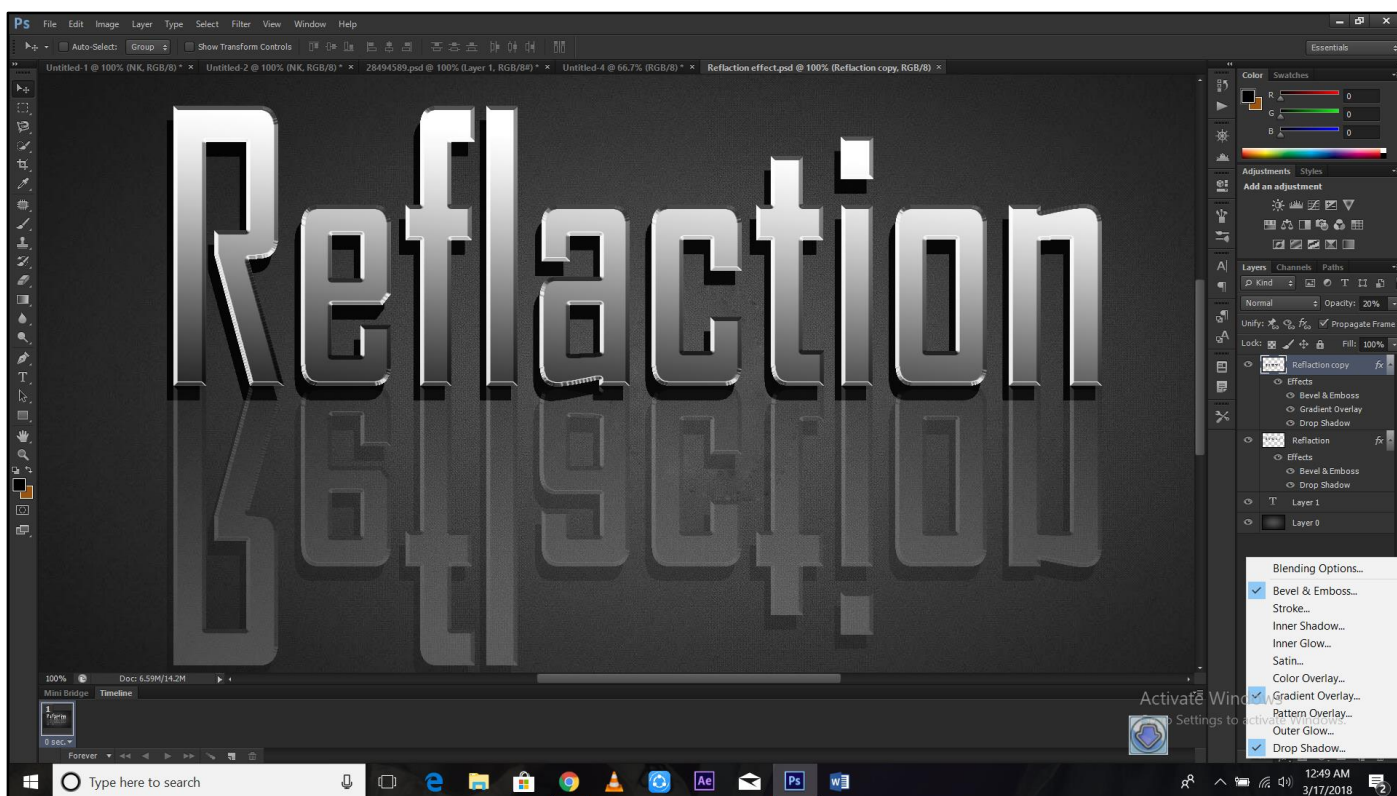 Ps File Edit Image Layer Type Select Filter View Window Help
Auto-Select: Group Show Transform Controls Essentials
Untitled-1 @ 100% (NK, RGB/8) * × Untitled-2 @ 100% (NK, RGB/8) * × 28494589.psd @ 100% (Layer 1, RGB/8#) * × Untitled-4 @ 66.7% (RGB/8) * × Reflaction effect.psd @ 100% (Reflaction copy, RGB/8) ×
Color Swatches
R 0
G 0
B 0
Adjustments Styles
Add an adjustment
Layers Channels Paths
Kind
Normal Opacity: 20%
Unify: Propagate Frame
Lock: Fill: 100%
Reflaction copy fx
Effects
Bevel & Emboss
Gradient Overlay
Drop Shadow
Reflaction fx
Effects
Bevel & Emboss
Drop Shadow
T Layer 1
Layer 0
Reflaction
Reflaction
Blending Options...
Bevel & Emboss...
Stroke...
Inner Shadow...
Inner Glow...
Satin...
Color Overlay...
Gradient Overlay...
Pattern Overlay...
Outer Glow...
Drop Shadow...
100% Doc: 6.59M/14.2M
Mini Bridge Timeline
1
0 sec.
Forever
Activate Windows
Settings to activate Windows.
Type here to search
Ae Ps W
12:49 AM
3/17/2018
2